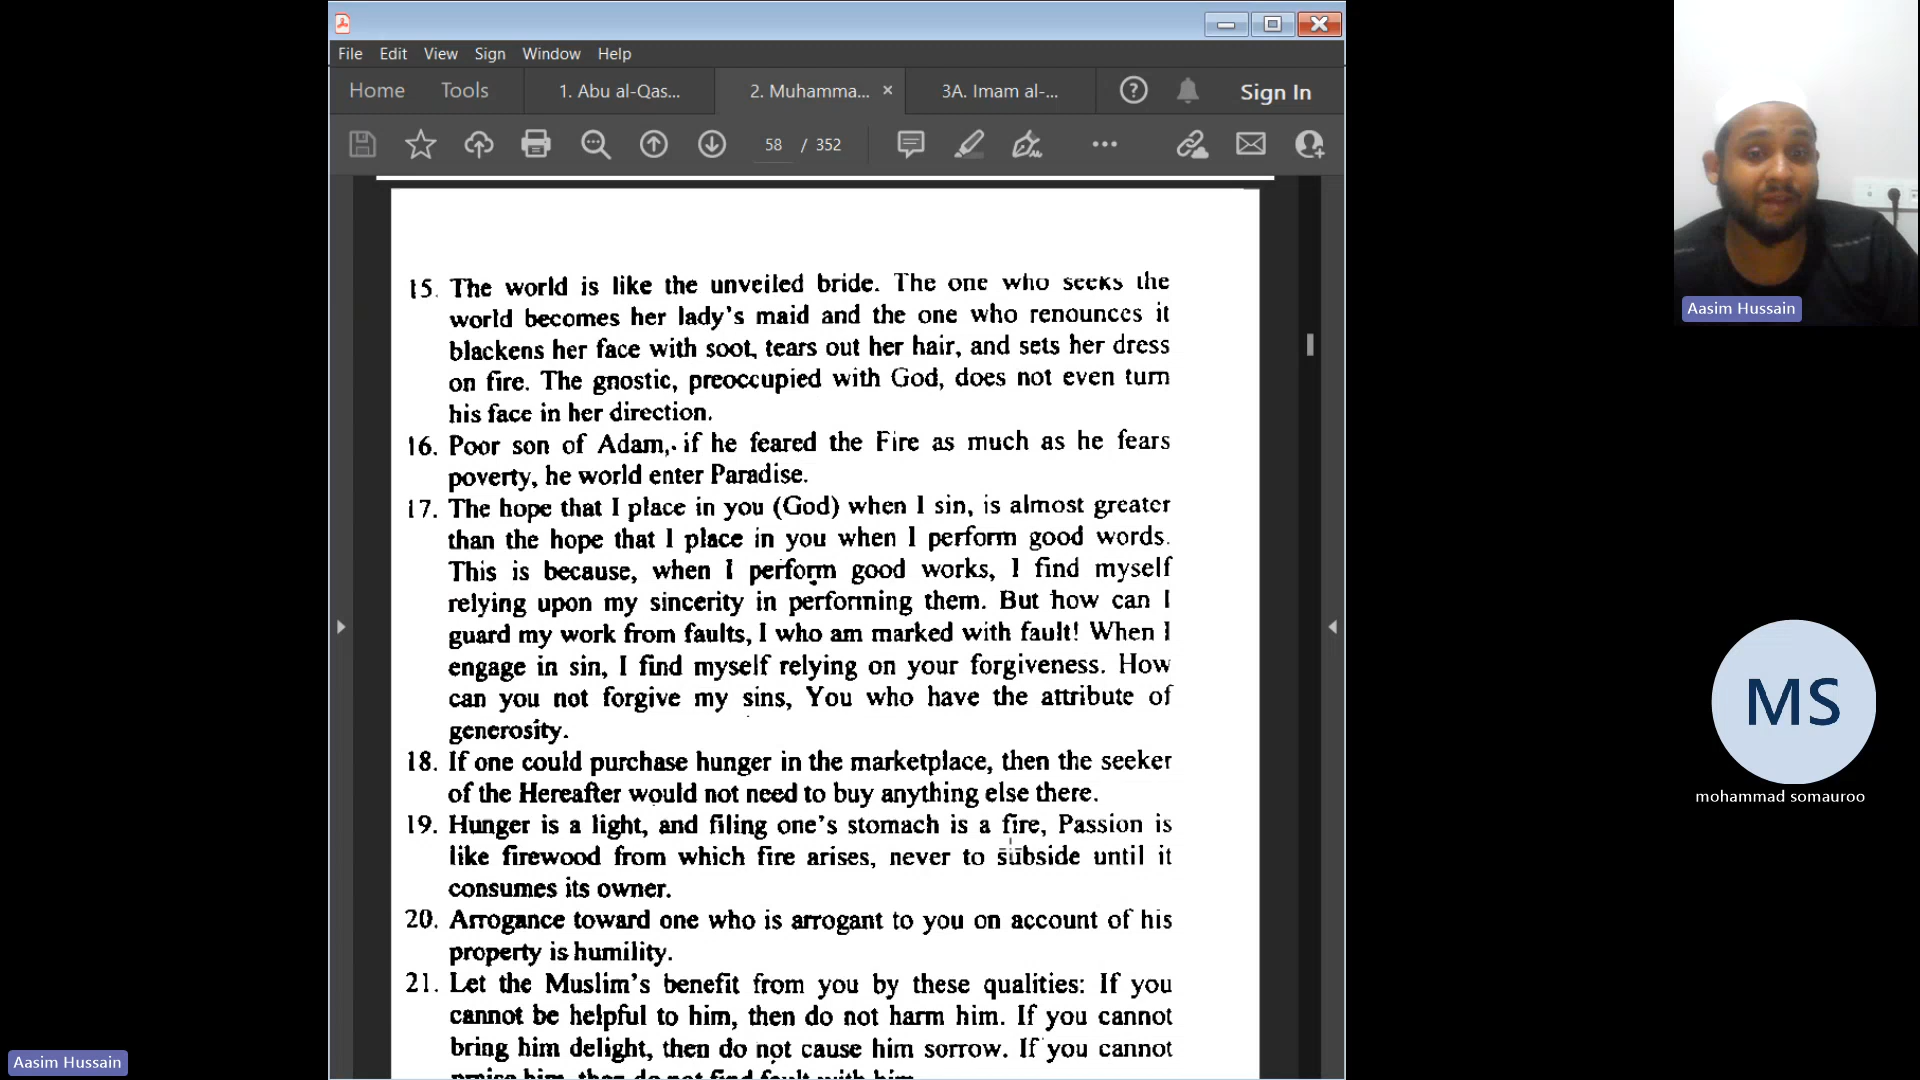 File Edit View Sign Window Help
Home Tools 1. Abu al-Qas... 2. Muhamma... × 3A. Imam al-... ? Sign In
58 / 352
15. The world is like the unveiled bride. The one who seeks the
world becomes her lady's maid and the one who renounces it
blackens her face with soot, tears out her hair, and sets her dress
on fire. The gnostic, preoccupied with God, does not even turn
his face in her direction.
16. Poor son of Adam, if he feared the Fire as much as he fears
poverty, he world enter Paradise.
17. The hope that I place in you (God) when I sin, is almost greater
than the hope that I place in you when I perform good words.
This is because, when I perform good works, I find myself
relying upon my sincerity in performing them. But how can I
guard my work from faults, I who am marked with fault! When I
engage in sin, I find myself relying on your forgiveness. How
can you not forgive my sins, You who have the attribute of
generosity.
18. If one could purchase hunger in the marketplace, then the seeker
of the Hereafter would not need to buy anything else there.
19. Hunger is a light, and filing one's stomach is a fire, Passion is
like firewood from which fire arises, never to subside until it
consumes its owner.
20. Arrogance toward one who is arrogant to you on account of his
property is humility.
21. Let the Muslim's benefit from you by these qualities: If you
cannot be helpful to him, then do not harm him. If you cannot
bring him delight, then do not cause him sorrow. If you cannot
praise him, then do not find fault with him.
Aasim Hussain
MS
mohammad somauroo
Aasim Hussain